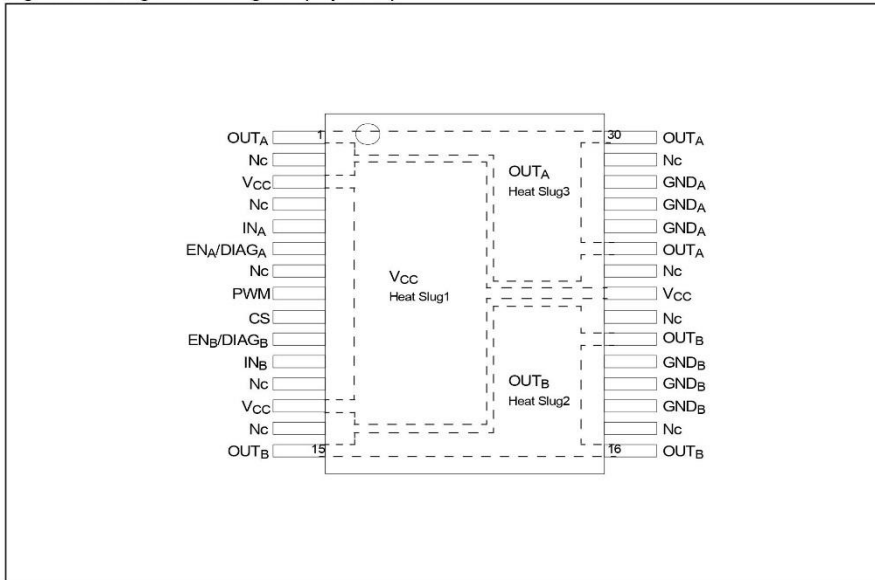 OUTA 1 30 OUTA
Nc Nc
VCC OUTA GNDA
Heat Slug3
Nc GNDA
INA GNDA
ENA/DIAGA OUTA
Nc Nc
VCC
PWM Heat Slug1 VCC
CS Nc
ENB/DIAGB OUTB
INB GNDB
Nc OUTB GNDB
Heat Slug2
VCC GNDB
Nc Nc
OUTB 15 16 OUTB